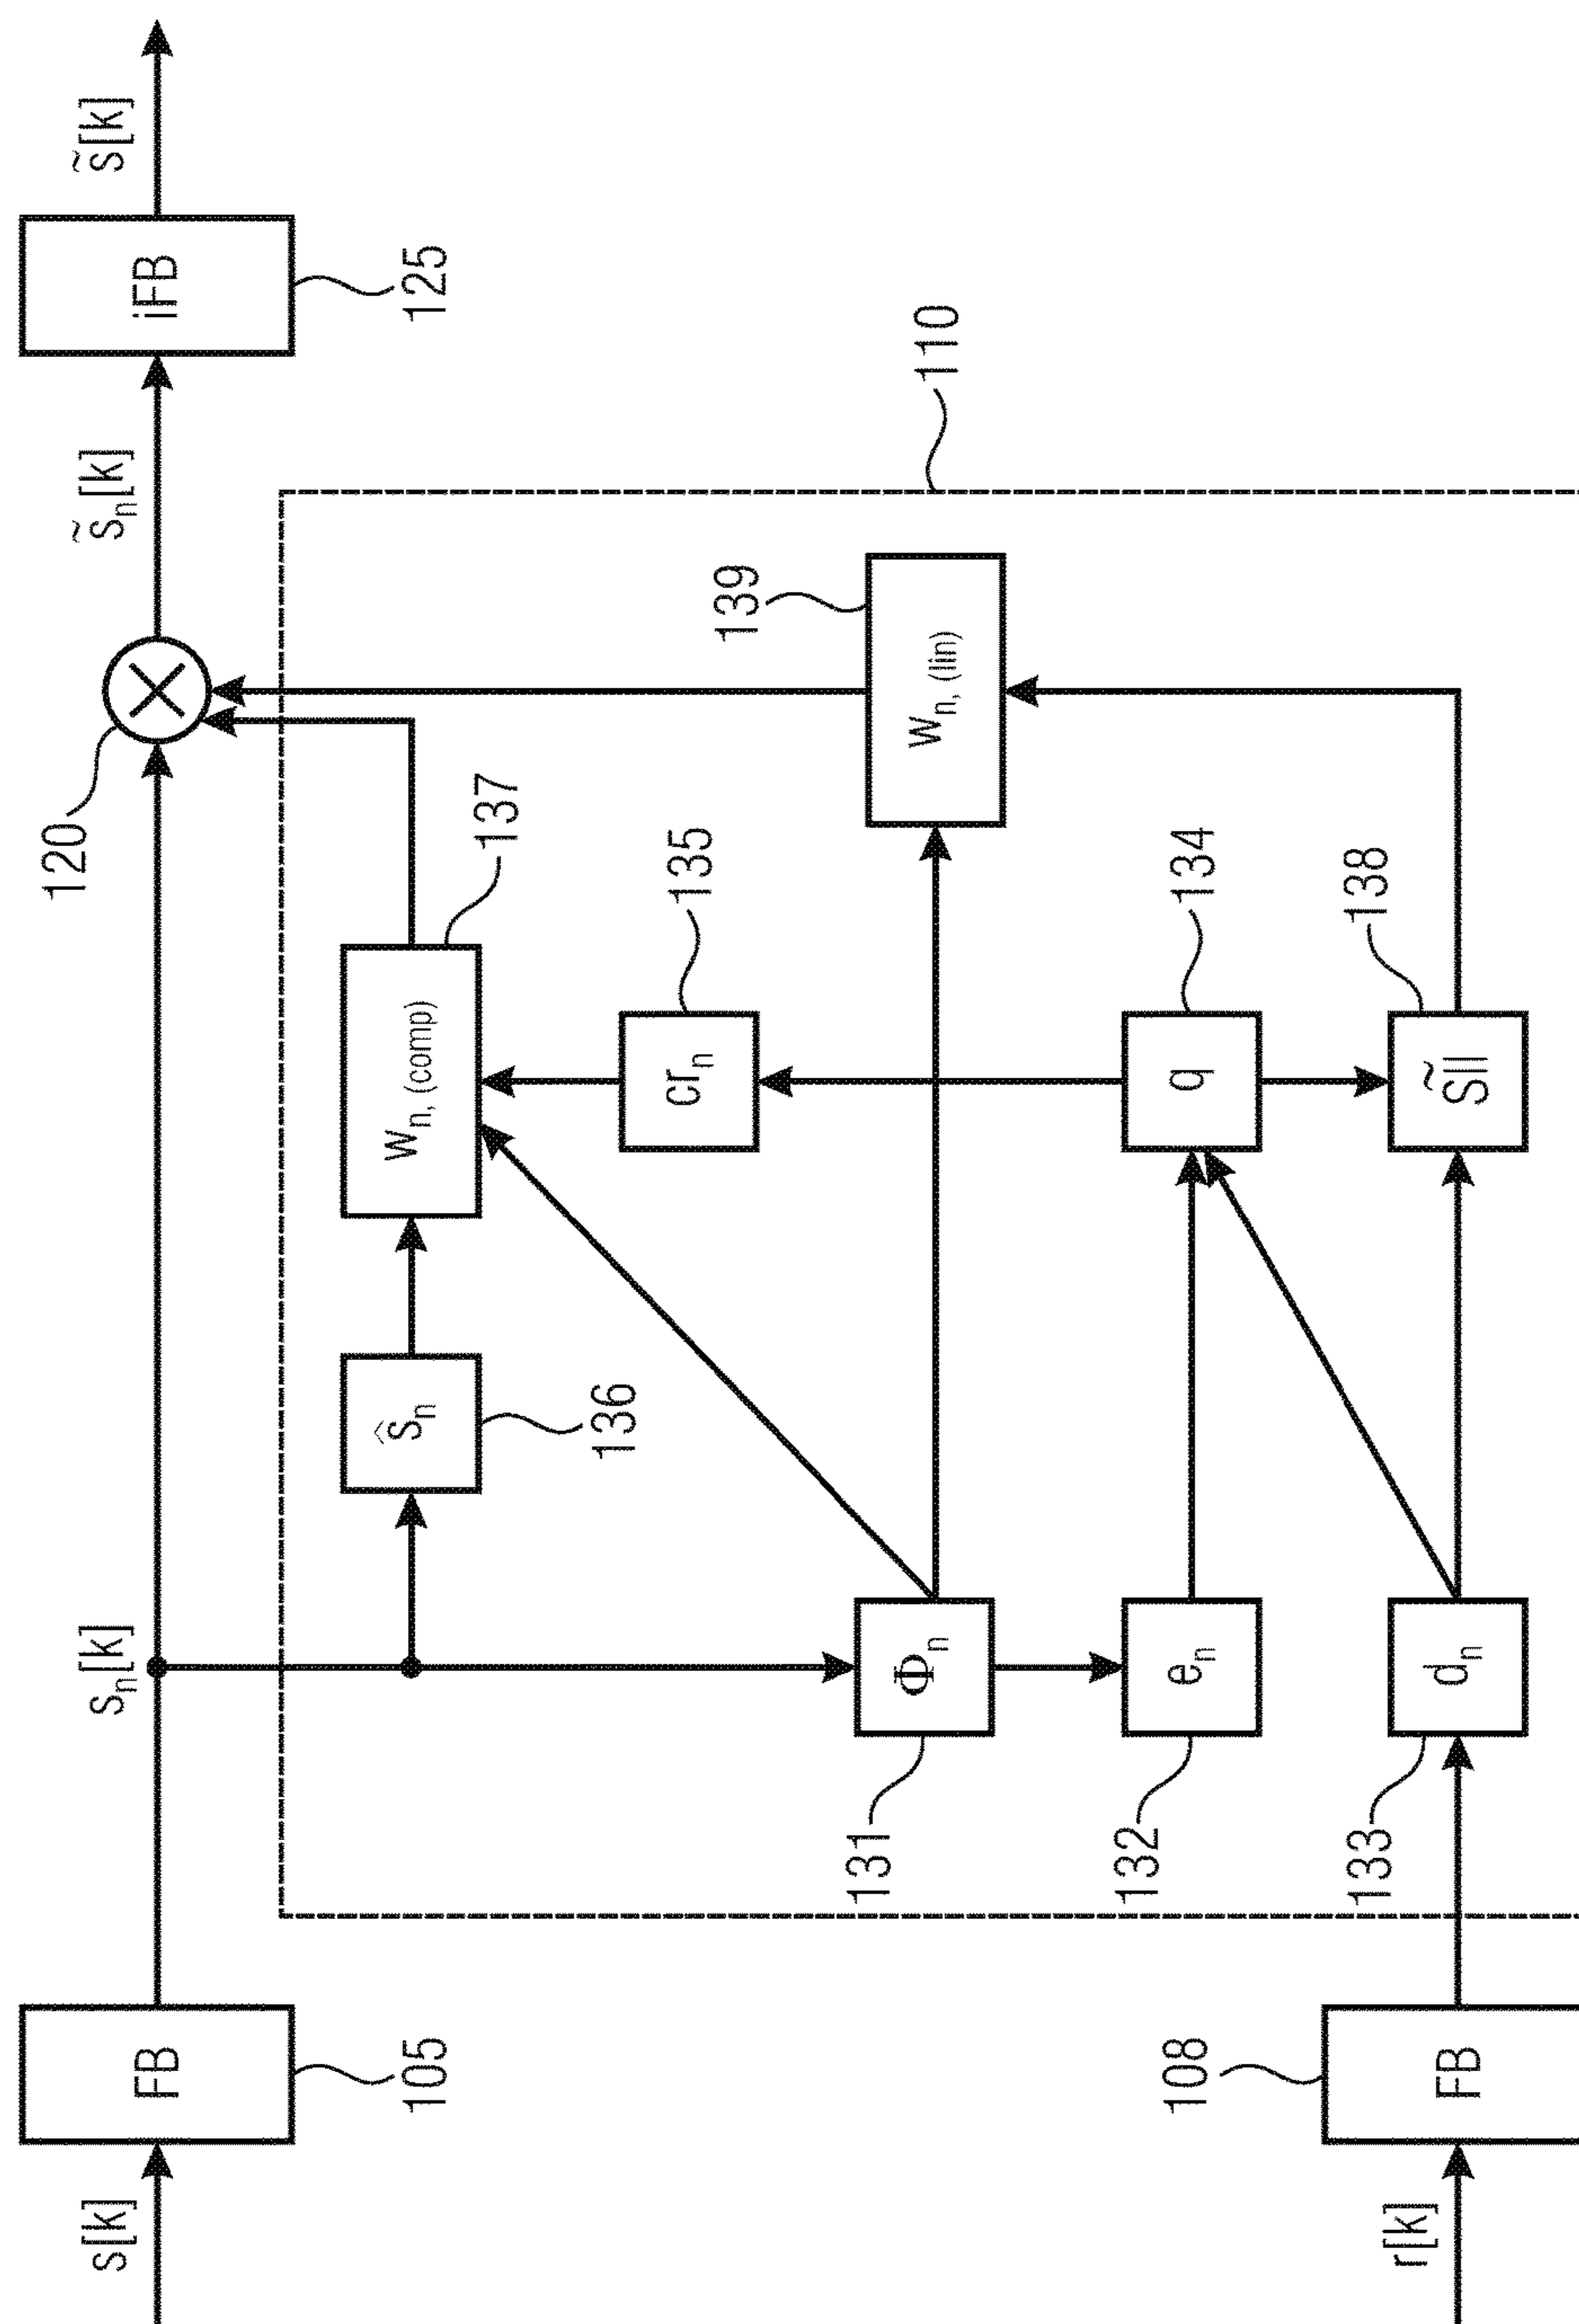 s[k]
FB
105
s̃ₙ[k]
120
iFB
125
s̃[k]
sₙ[k]
110
ŝₙ
136
wₙ, (comp)
137
crₙ
135
wₙ, (lin)
139
Φₙ
131
eₙ
132
q
134
dₙ
133
S̃II
138
r[k]
FB
108